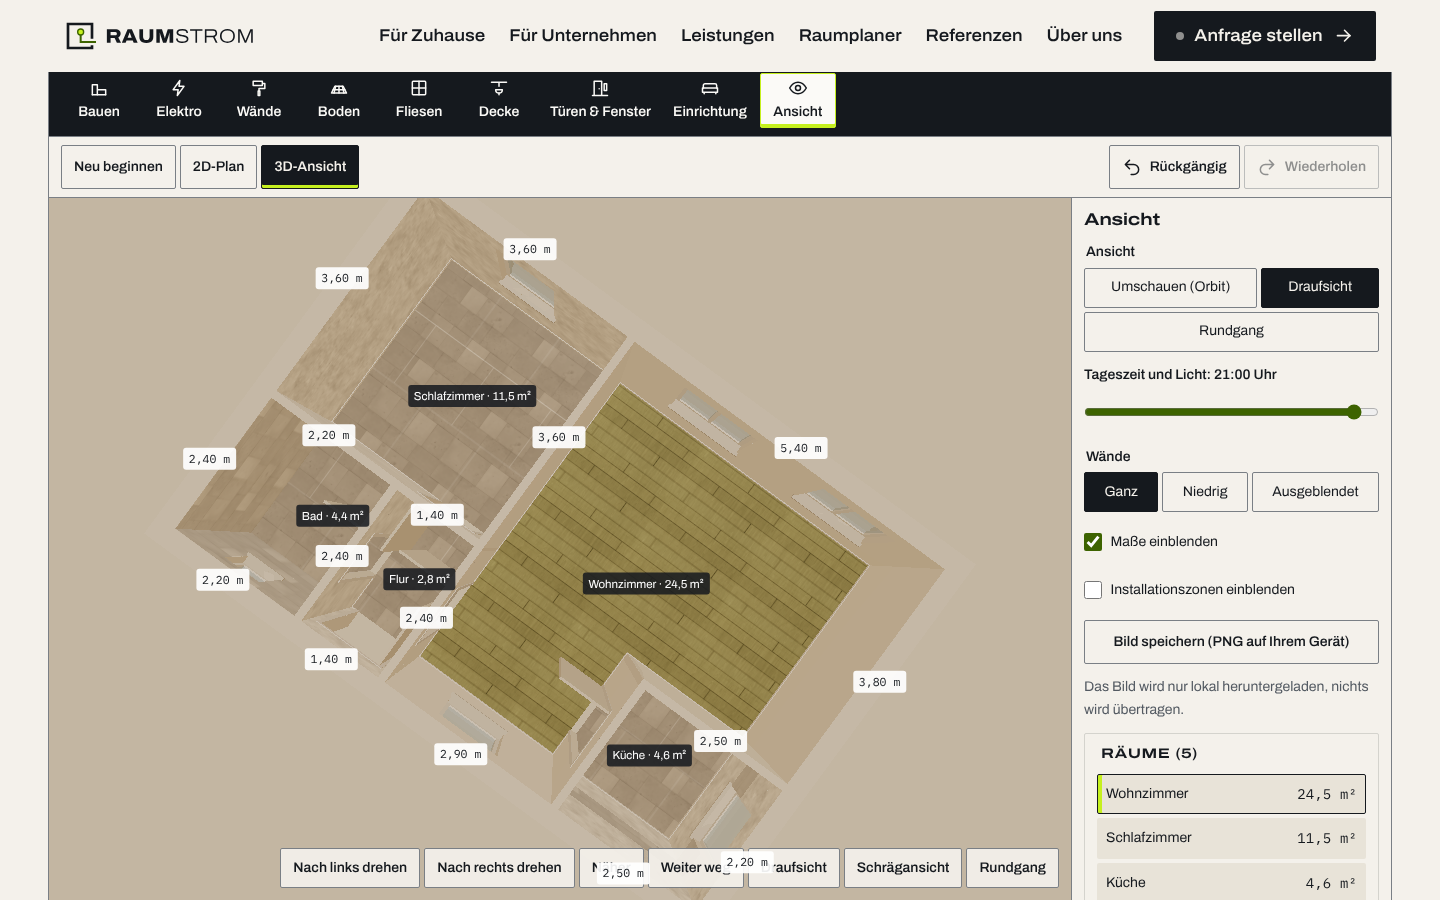 RAUMSTROM
Für Zuhause
Für Unternehmen
Leistungen
Raumplaner
Referenzen
Über uns
Anfrage stellen
Bauen
Elektro
Wände
Boden
Fliesen
Decke
Türen & Fenster
Einrichtung
Ansicht
Neu beginnen
2D-Plan
3D-Ansicht
Rückgängig
Wiederholen
3,60 m
3,60 m
Schlafzimmer · 11,5 m²
2,20 m
3,60 m
5,40 m
2,40 m
Bad · 4,4 m²
1,40 m
2,40 m
2,20 m
Flur · 2,8 m²
Wohnzimmer · 24,5 m²
2,40 m
1,40 m
3,80 m
2,90 m
Küche · 4,6 m²
2,50 m
2,20 m
2,50 m
Nach links drehen
Nach rechts drehen
Weiter
Schrägansicht
Rundgang
Ansicht
Ansicht
Umschauen (Orbit)
Draufsicht
Rundgang
Tageszeit und Licht: 21:00 Uhr
Wände
Ganz
Niedrig
Ausgeblendet
Maße einblenden
Installationszonen einblenden
Bild speichern (PNG auf Ihrem Gerät)
Das Bild wird nur lokal heruntergeladen, nichts
wird übertragen.
RÄUME (5)
Wohnzimmer 24,5 m²
Schlafzimmer 11,5 m²
Küche 4,6 m²